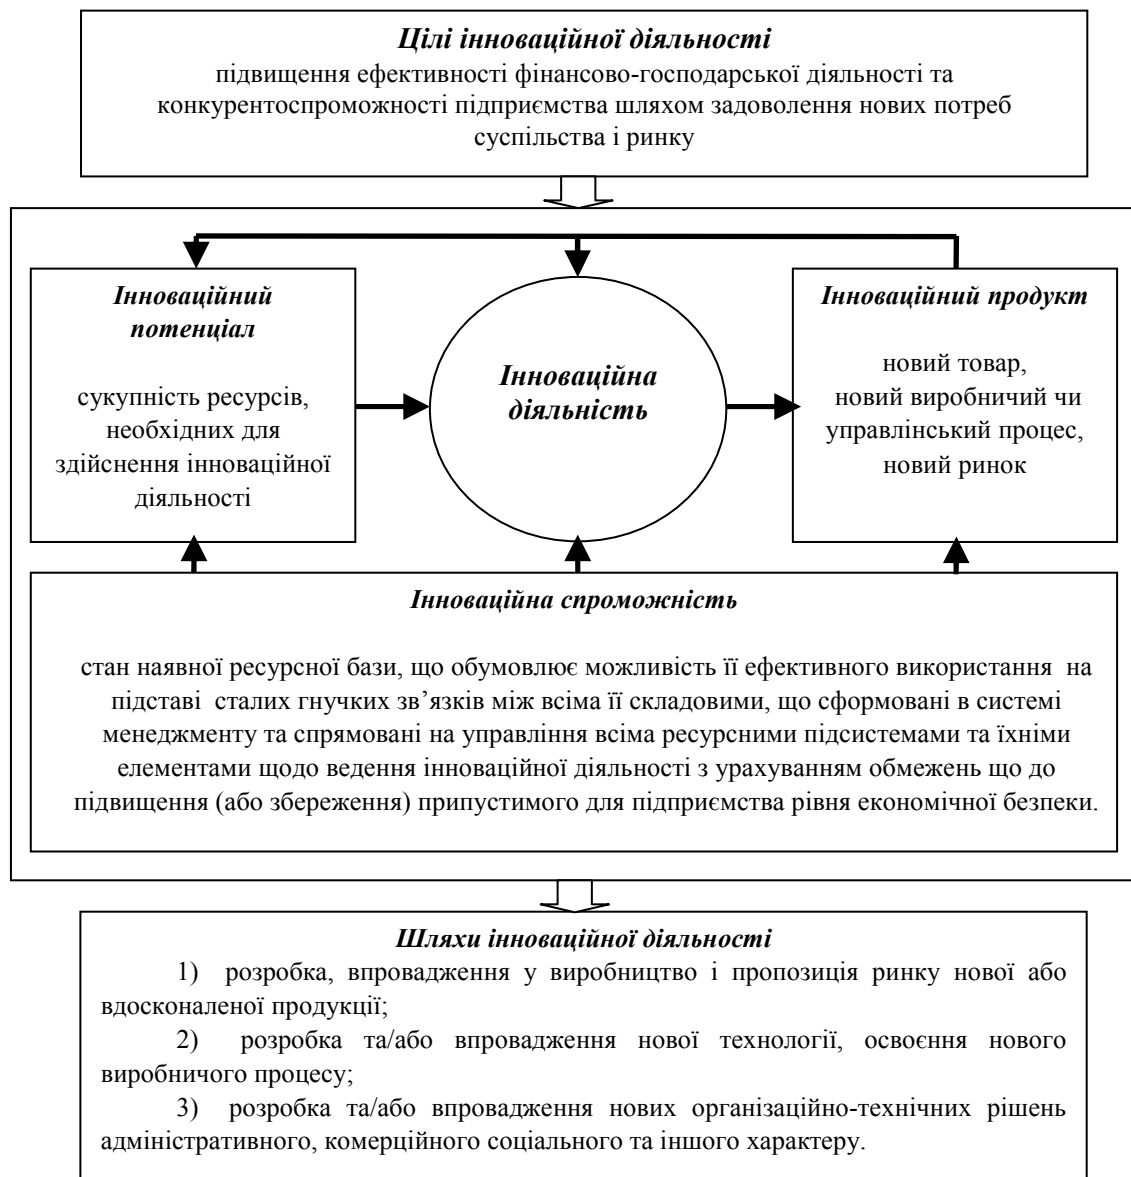 Цілі інноваційної діяльності
підвищення ефективності фінансово-господарської діяльності та
конкурентоспроможності підприємства шляхом задоволення нових потреб
суспільства і ринку
Інноваційний
потенціал
сукупність ресурсів,
необхідних для
здійснення інноваційної
діяльності
Інноваційна
діяльність
Інноваційний продукт
новий товар,
новий виробничий чи
управлінський процес,
новий ринок
Інноваційна спроможність
стан наявної ресурсної бази, що обумовлює можливість її ефективного використання на
підставі сталих гнучких зв’язків між всіма її складовими, що сформовані в системі
менеджменту та спрямовані на управління всіма ресурсними підсистемами та їхніми
елементами щодо ведення інноваційної діяльності з урахуванням обмежень що до
підвищення (або збереження) припустимого для підприємства рівня економічної безпеки.
Шляхи інноваційної діяльності
1) розробка, впровадження у виробництво і пропозиція ринку нової або
вдосконаленої продукції;
2) розробка та/або впровадження нової технології, освоєння нового
виробничого процесу;
3) розробка та/або впровадження нових організаційно-технічних рішень
адміністративного, комерційного соціального та іншого характеру.